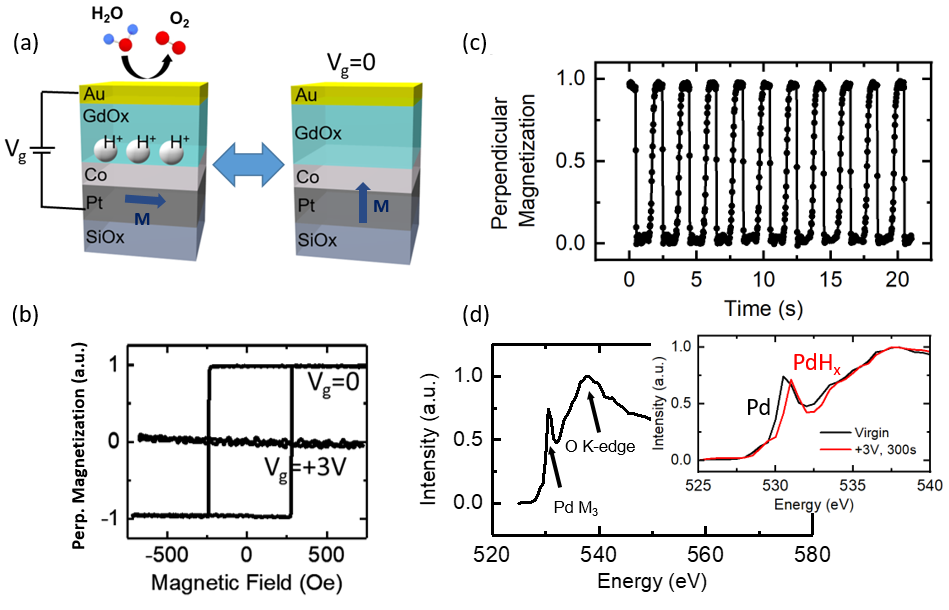 (a)
H₂O
O₂
Vg
Au
GdOx
H⁺ H⁺ H⁺
Co
Pt
M
SiOx
Vg=0
Au
GdOx
Co
Pt
M
SiOx
(b)
Perp. Magnetization (a.u.)
1
0
-1
Vg=0
Vg=+3V
-500 0 500
Magnetic Field (Oe)
(c)
Perpendicular
Magnetization
1.0
0.5
0.0
0 5 10 15 20
Time (s)
(d)
Intensity (a.u.)
1.0
0.5
0.0
O K-edge
Pd M₃
520 540 560 580
Energy (eV)
Intensity (a.u.)
1.0
0.5
0.0
PdHx
Pd
Virgin
+3V, 300s
525 530 535 540
Energy (eV)